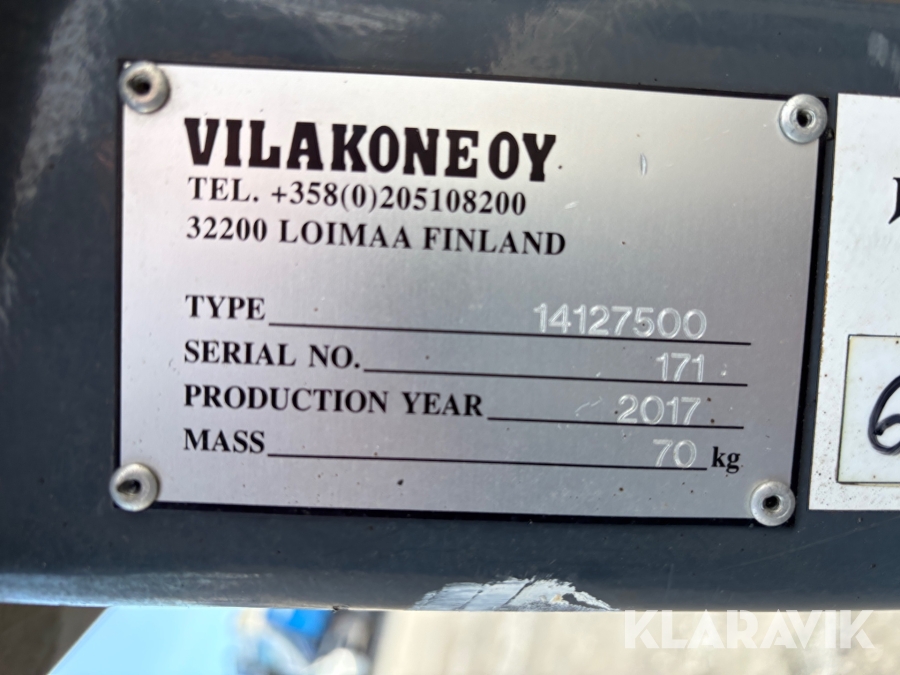 VILAKONE OY
TEL. +358(0)205108200
32200 LOIMAA FINLAND
TYPE 14127500
SERIAL NO. 171
PRODUCTION YEAR 2017
MASS 70 kg
KLARAVIK